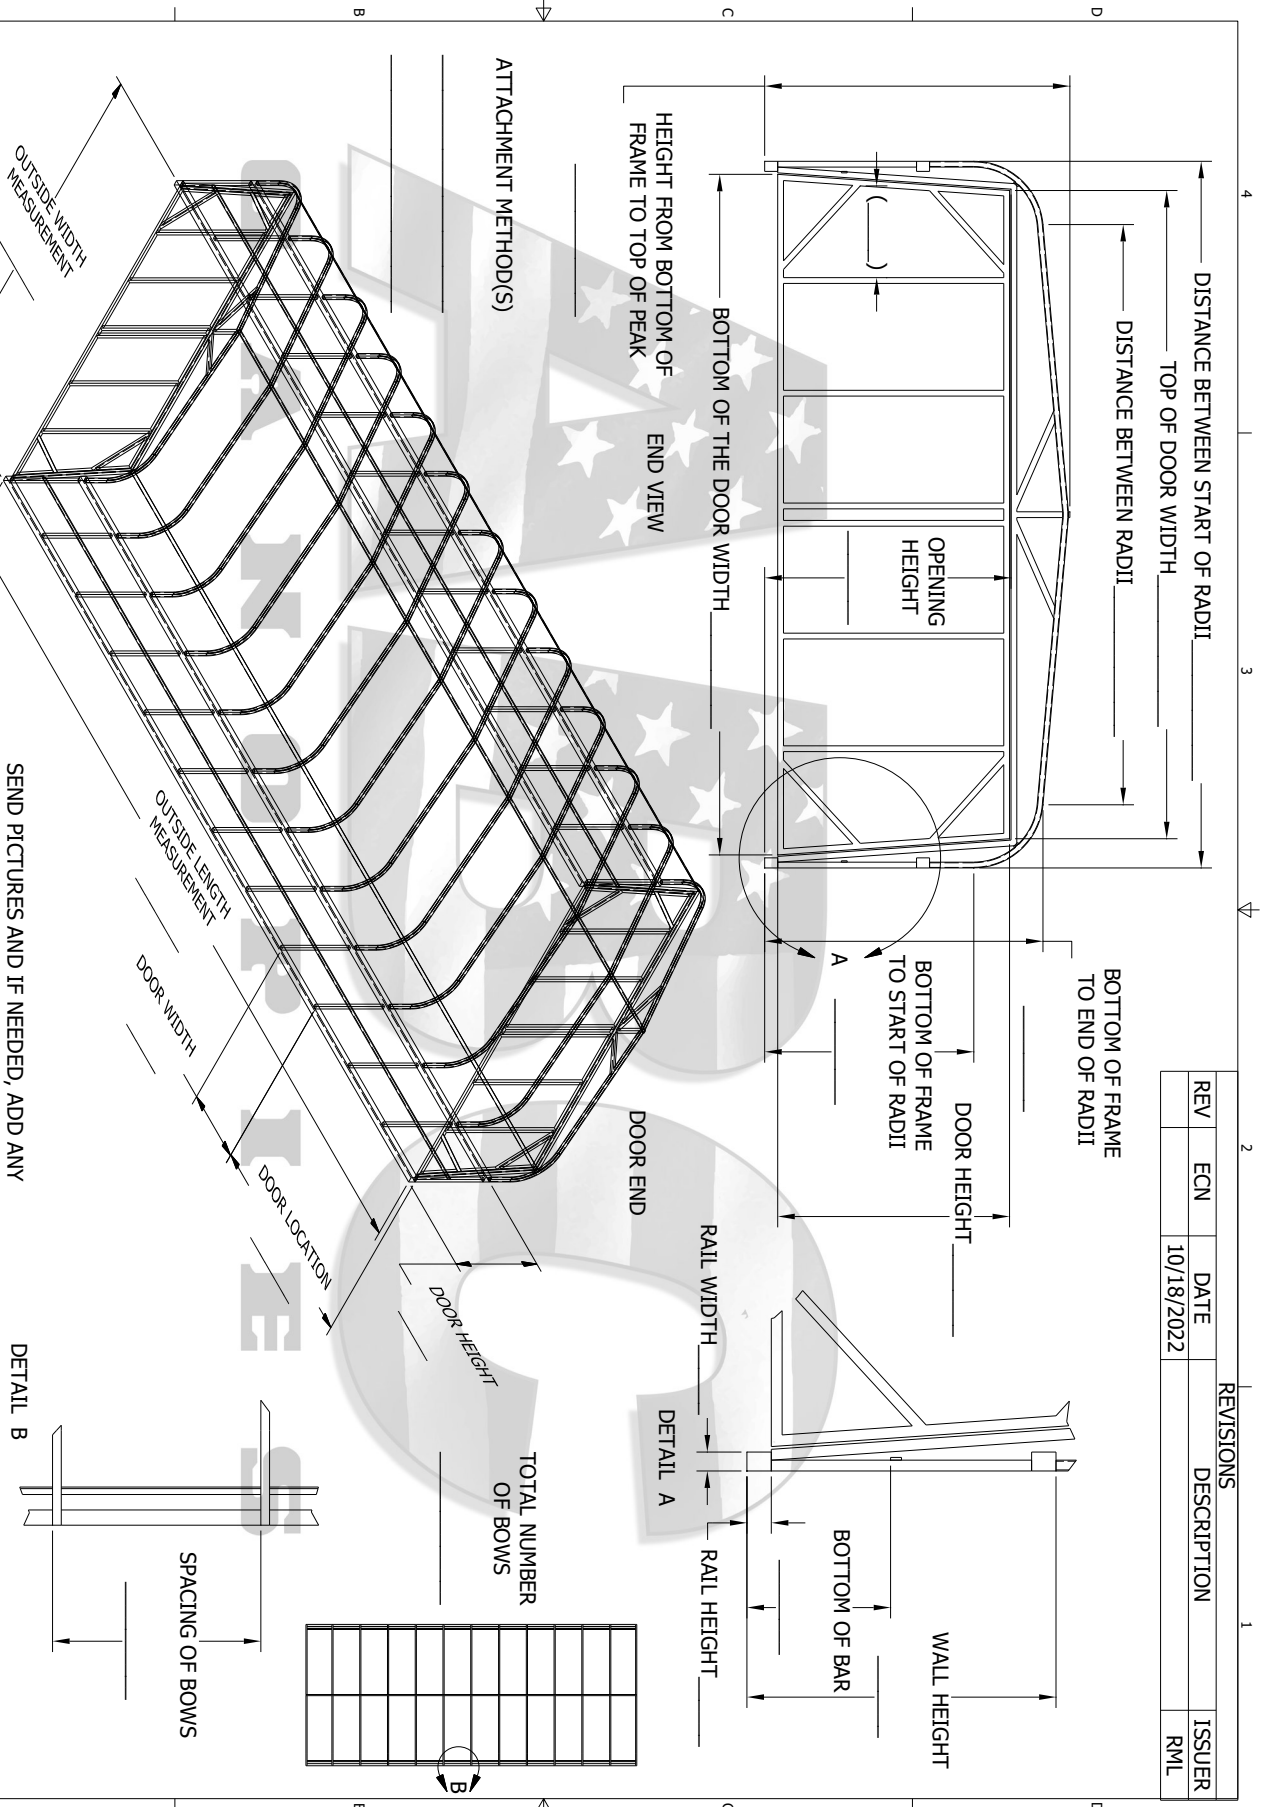 4
3
2
1
D
C
B
D
C
B
REVISIONS
REV ECN DATE DESCRIPTION ISSUER
10/18/2022 RML
DISTANCE BETWEEN START OF RADII
TOP OF DOOR WIDTH
DISTANCE BETWEEN RADII
OPENING
HEIGHT
( )
BOTTOM OF THE DOOR WIDTH
HEIGHT FROM BOTTOM OF
FRAME TO TOP OF PEAK
END VIEW
ATTACHMENT METHOD(S)
BOTTOM OF FRAME
TO END OF RADII
BOTTOM OF FRAME
TO START OF RADII
A
DOOR HEIGHT
WALL HEIGHT
BOTTOM OF BAR
RAIL HEIGHT
RAIL WIDTH
DETAIL A
DOOR END
TOTAL NUMBER
OF BOWS
B
OUTSIDE WIDTH
MEASUREMENT
OUTSIDE LENGTH
MEASUREMENT
DOOR WIDTH
DOOR LOCATION
DOOR HEIGHT
SPACING OF BOWS
DETAIL B
SEND PICTURES AND IF NEEDED, ADD ANY
ABC
CANOPIES